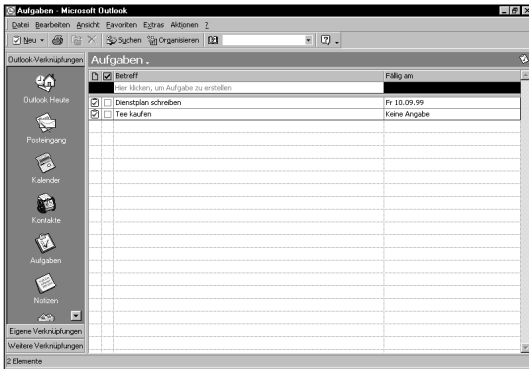 Aufgaben - Microsoft Outlook
Datei Bearbeiten Ansicht Favoriten Extras Aktionen ?
Neu Suchen Organisieren
Outlook-Verknüpfungen
Aufgaben .
Betreff Fällig am
Hier klicken, um Aufgabe zu erstellen
Dienstplan schreiben Fr 10.09.99
Tee kaufen Keine Angabe
Outlook Heute
Posteingang
Kalender
Kontakte
Aufgaben
Notizen
Eigene Verknüpfungen
Weitere Verknüpfungen
2 Elemente